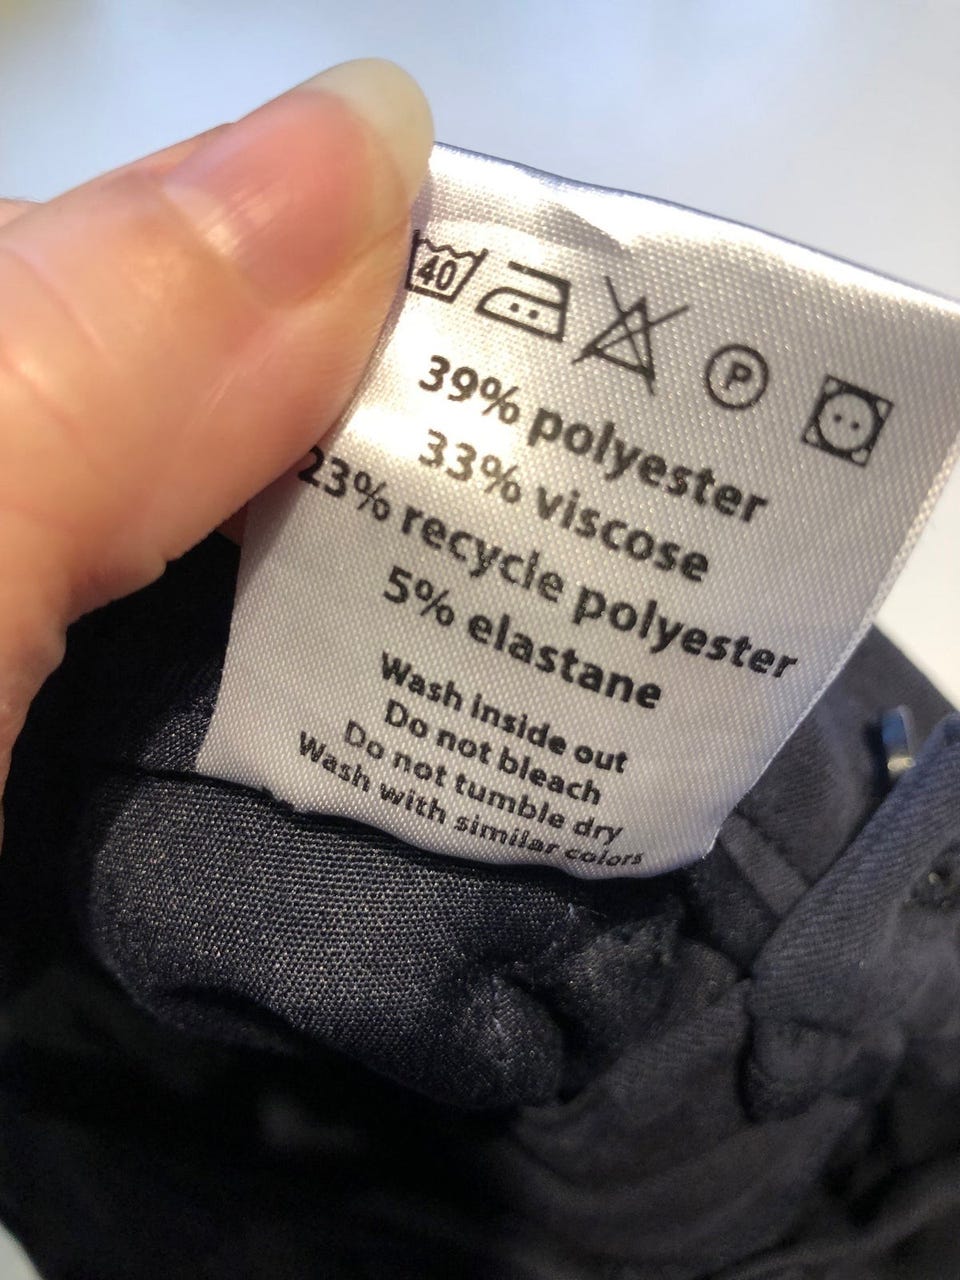 40 P
39% polyester
33% viscose
23% recycle polyester
5% elastane
Wash inside out
Do not bleach
Do not tumble dry
Wash with similar colors